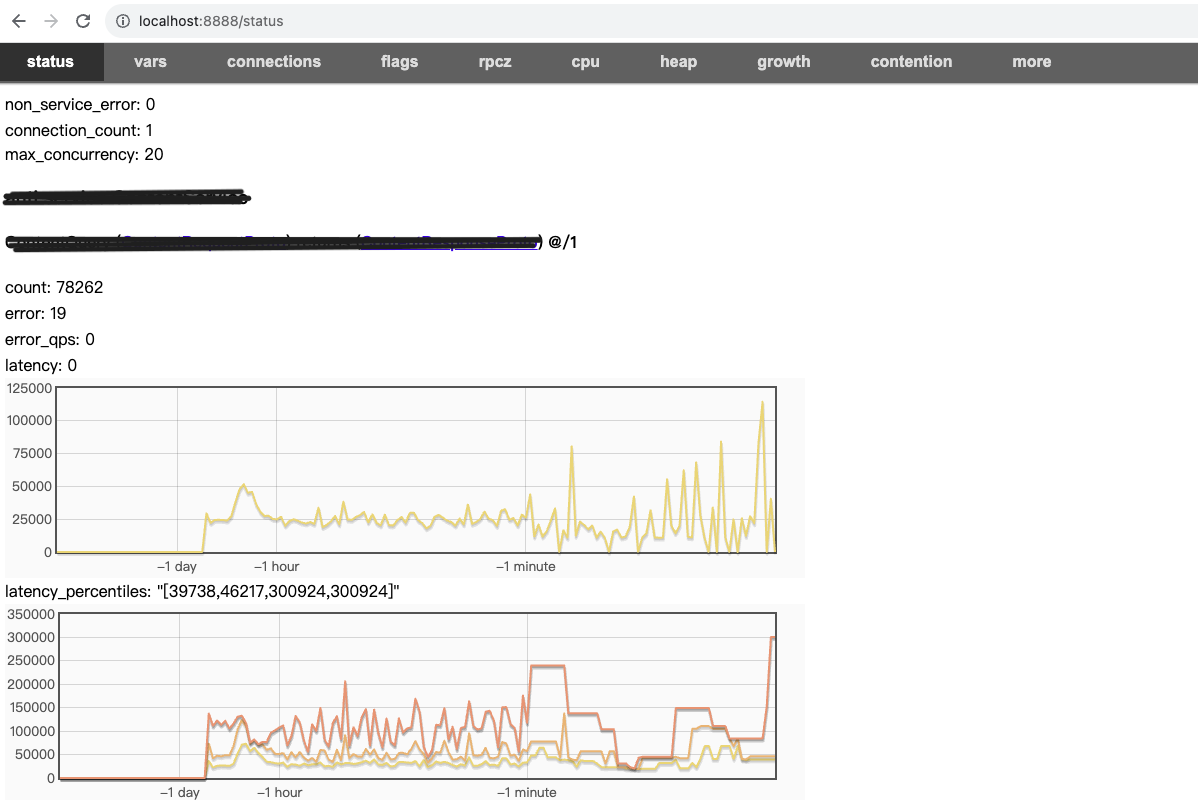 localhost:8888/status
status vars connections flags rpcz cpu heap growth contention more
non_service_error: 0
connection_count: 1
max_concurrency: 20
@/1
count: 78262
error: 19
error_qps: 0
latency: 0
125000
100000
75000
50000
25000
0
−1 day −1 hour −1 minute
latency_percentiles: "[39738,46217,300924,300924]"
350000
300000
250000
200000
150000
100000
50000
0
−1 day −1 hour −1 minute